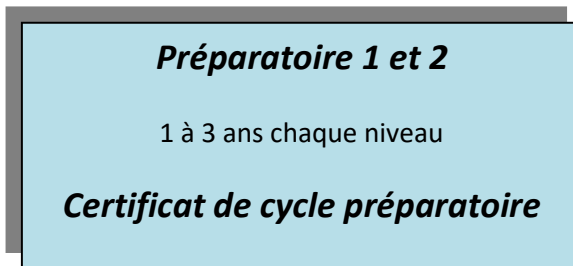 Préparatoire 1 et 2
1 à 3 ans chaque niveau
Certificat de cycle préparatoire